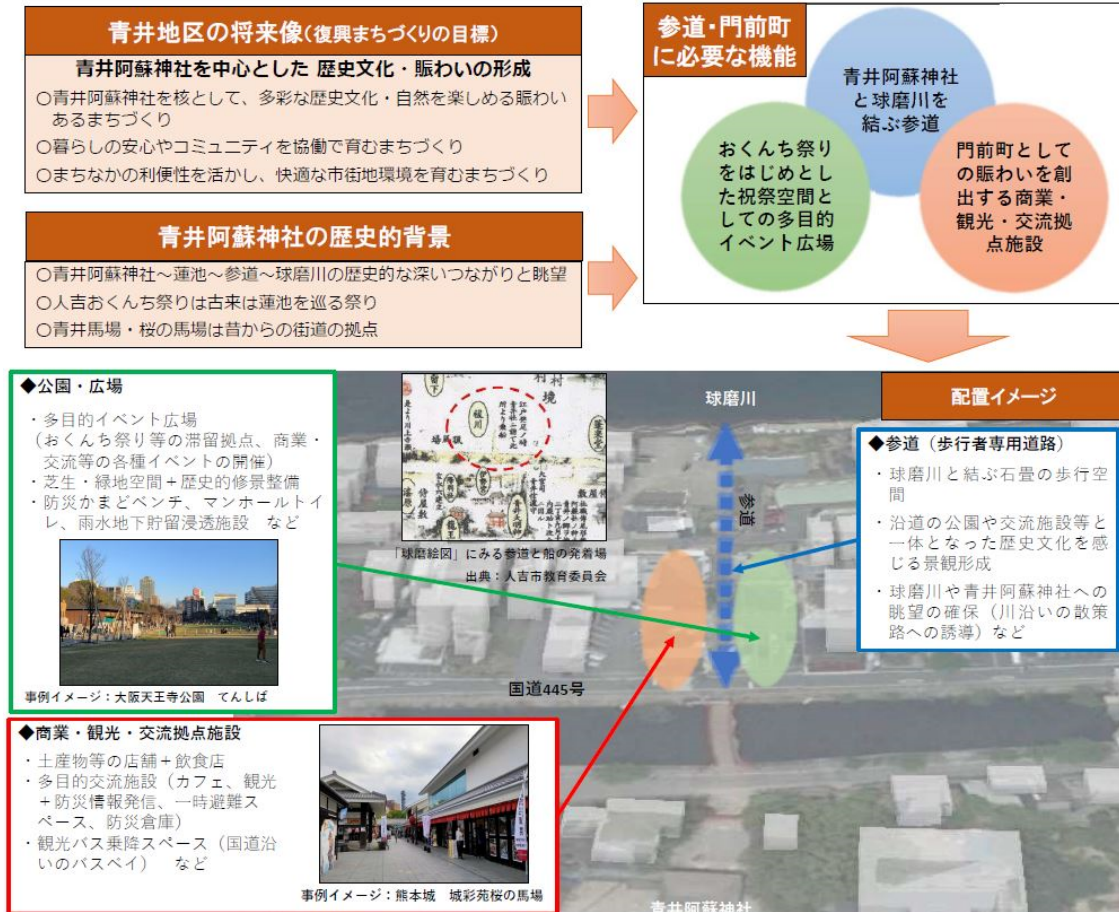 青井地区の将来像(復興まちづくりの目標)
青井阿蘇神社を中心とした 歴史文化・賑わいの形成
○青井阿蘇神社を核として、多彩な歴史文化・自然を楽しめる賑わい
あるまちづくり
○暮らしの安心やコミュニティを協働で育むまちづくり
○まちなかの利便性を活かし、快適な市街地環境を育むまちづくり
青井阿蘇神社の歴史的背景
○青井阿蘇神社～蓮池～参道～球磨川の歴史的な深いつながりと眺望
○人吉おくんち祭りは古来は蓮池を巡る祭り
○青井馬場・桜の馬場は昔からの街道の拠点
参道・門前町
に必要な機能
青井阿蘇神社
と球磨川を
結ぶ参道
おくんち祭り
をはじめとし
た祝祭空間と
しての多目的
イベント広場
門前町として
の賑わいを創
出する商業・
観光・交流拠
点施設
◆公園・広場
・多目的イベント広場
（おくんち祭り等の滞留拠点、商業・
交流等の各種イベントの開催）
・芝生・緑地空間＋歴史的修景整備
・防災かまどベンチ、マンホールトイ
レ、雨水地下貯留浸透施設　など
事例イメージ：大阪天王寺公園　てんしば
「球磨絵図」にみる参道と船の発着場
出典：人吉市教育委員会
球磨川
参道
国道445号
配置イメージ
◆参道（歩行者専用道路）
・球磨川と結ぶ石畳の歩行空
間
・沿道の公園や交流施設等と
一体となった歴史文化を感
じる景観形成
・球磨川や青井阿蘇神社への
眺望の確保（川沿いの散策
路への誘導）など
◆商業・観光・交流拠点施設
・土産物等の店舗＋飲食店
・多目的交流施設（カフェ、観光
＋防災情報発信、一時避難ス
ペース、防災倉庫）
・観光バス乗降スペース（国道沿
いのバスベイ）　など
事例イメージ：熊本城　城彩苑桜の馬場
青井阿蘇神社